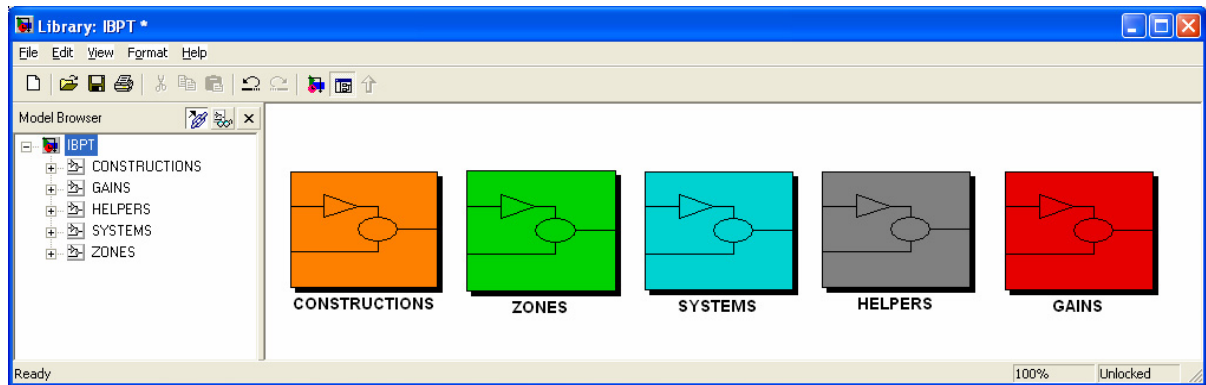 Library: IBPT *
File Edit View Format Help
Model Browser
IBPT
CONSTRUCTIONS
GAINS
HELPERS
SYSTEMS
ZONES
CONSTRUCTIONS ZONES SYSTEMS HELPERS GAINS
Ready 100% Unlocked